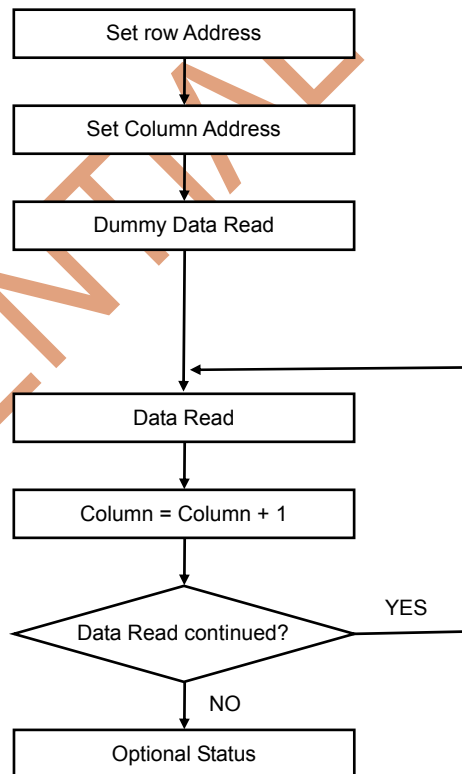 Set row Address
Set Column Address
Dummy Data Read
Data Read
Column = Column + 1
Data Read continued?
YES
NO
Optional Status